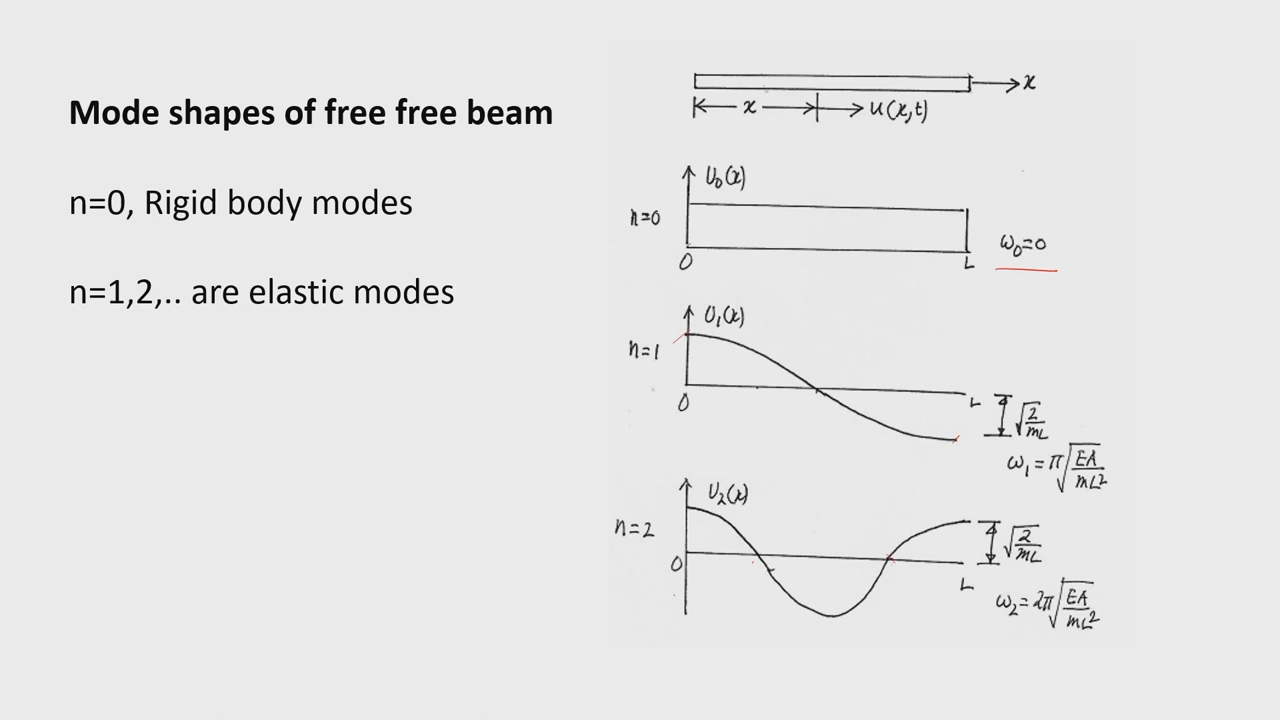 Mode shapes of free free beam
n=0, Rigid body modes
n=1,2,.. are elastic modes
x
x u(x,t)
U₀(x)
n=0
ω₀=0
0 L
U₁(x)
n=1
0 L
√(2/mL)
ω₁=π√(EA/mL²)
U₂(x)
n=2
0 L
√(2/mL)
ω₂=2π√(EA/mL²)